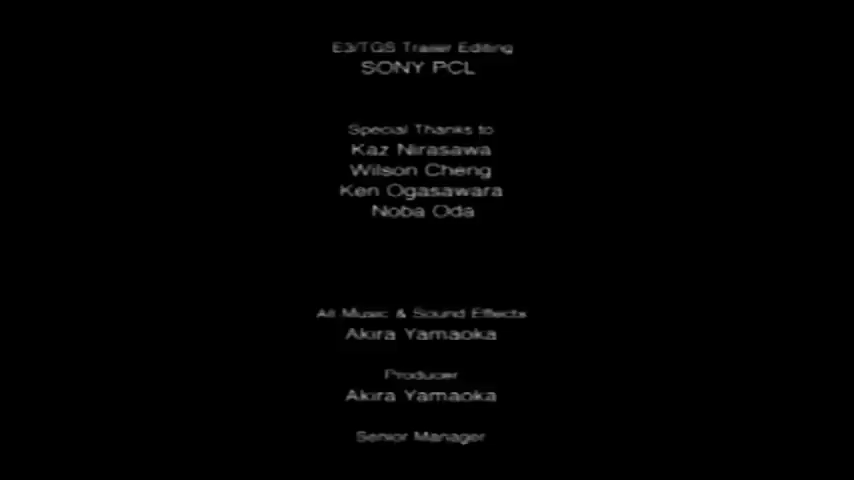 E3/TGS Trailer Editing
SONY PCL
Special Thanks to
Kaz Nirasawa
Wilson Cheng
Ken Ogasawara
Noba Oda
All Music & Sound Effects
Akira Yamaoka
Producer
Akira Yamaoka
Senior Manager